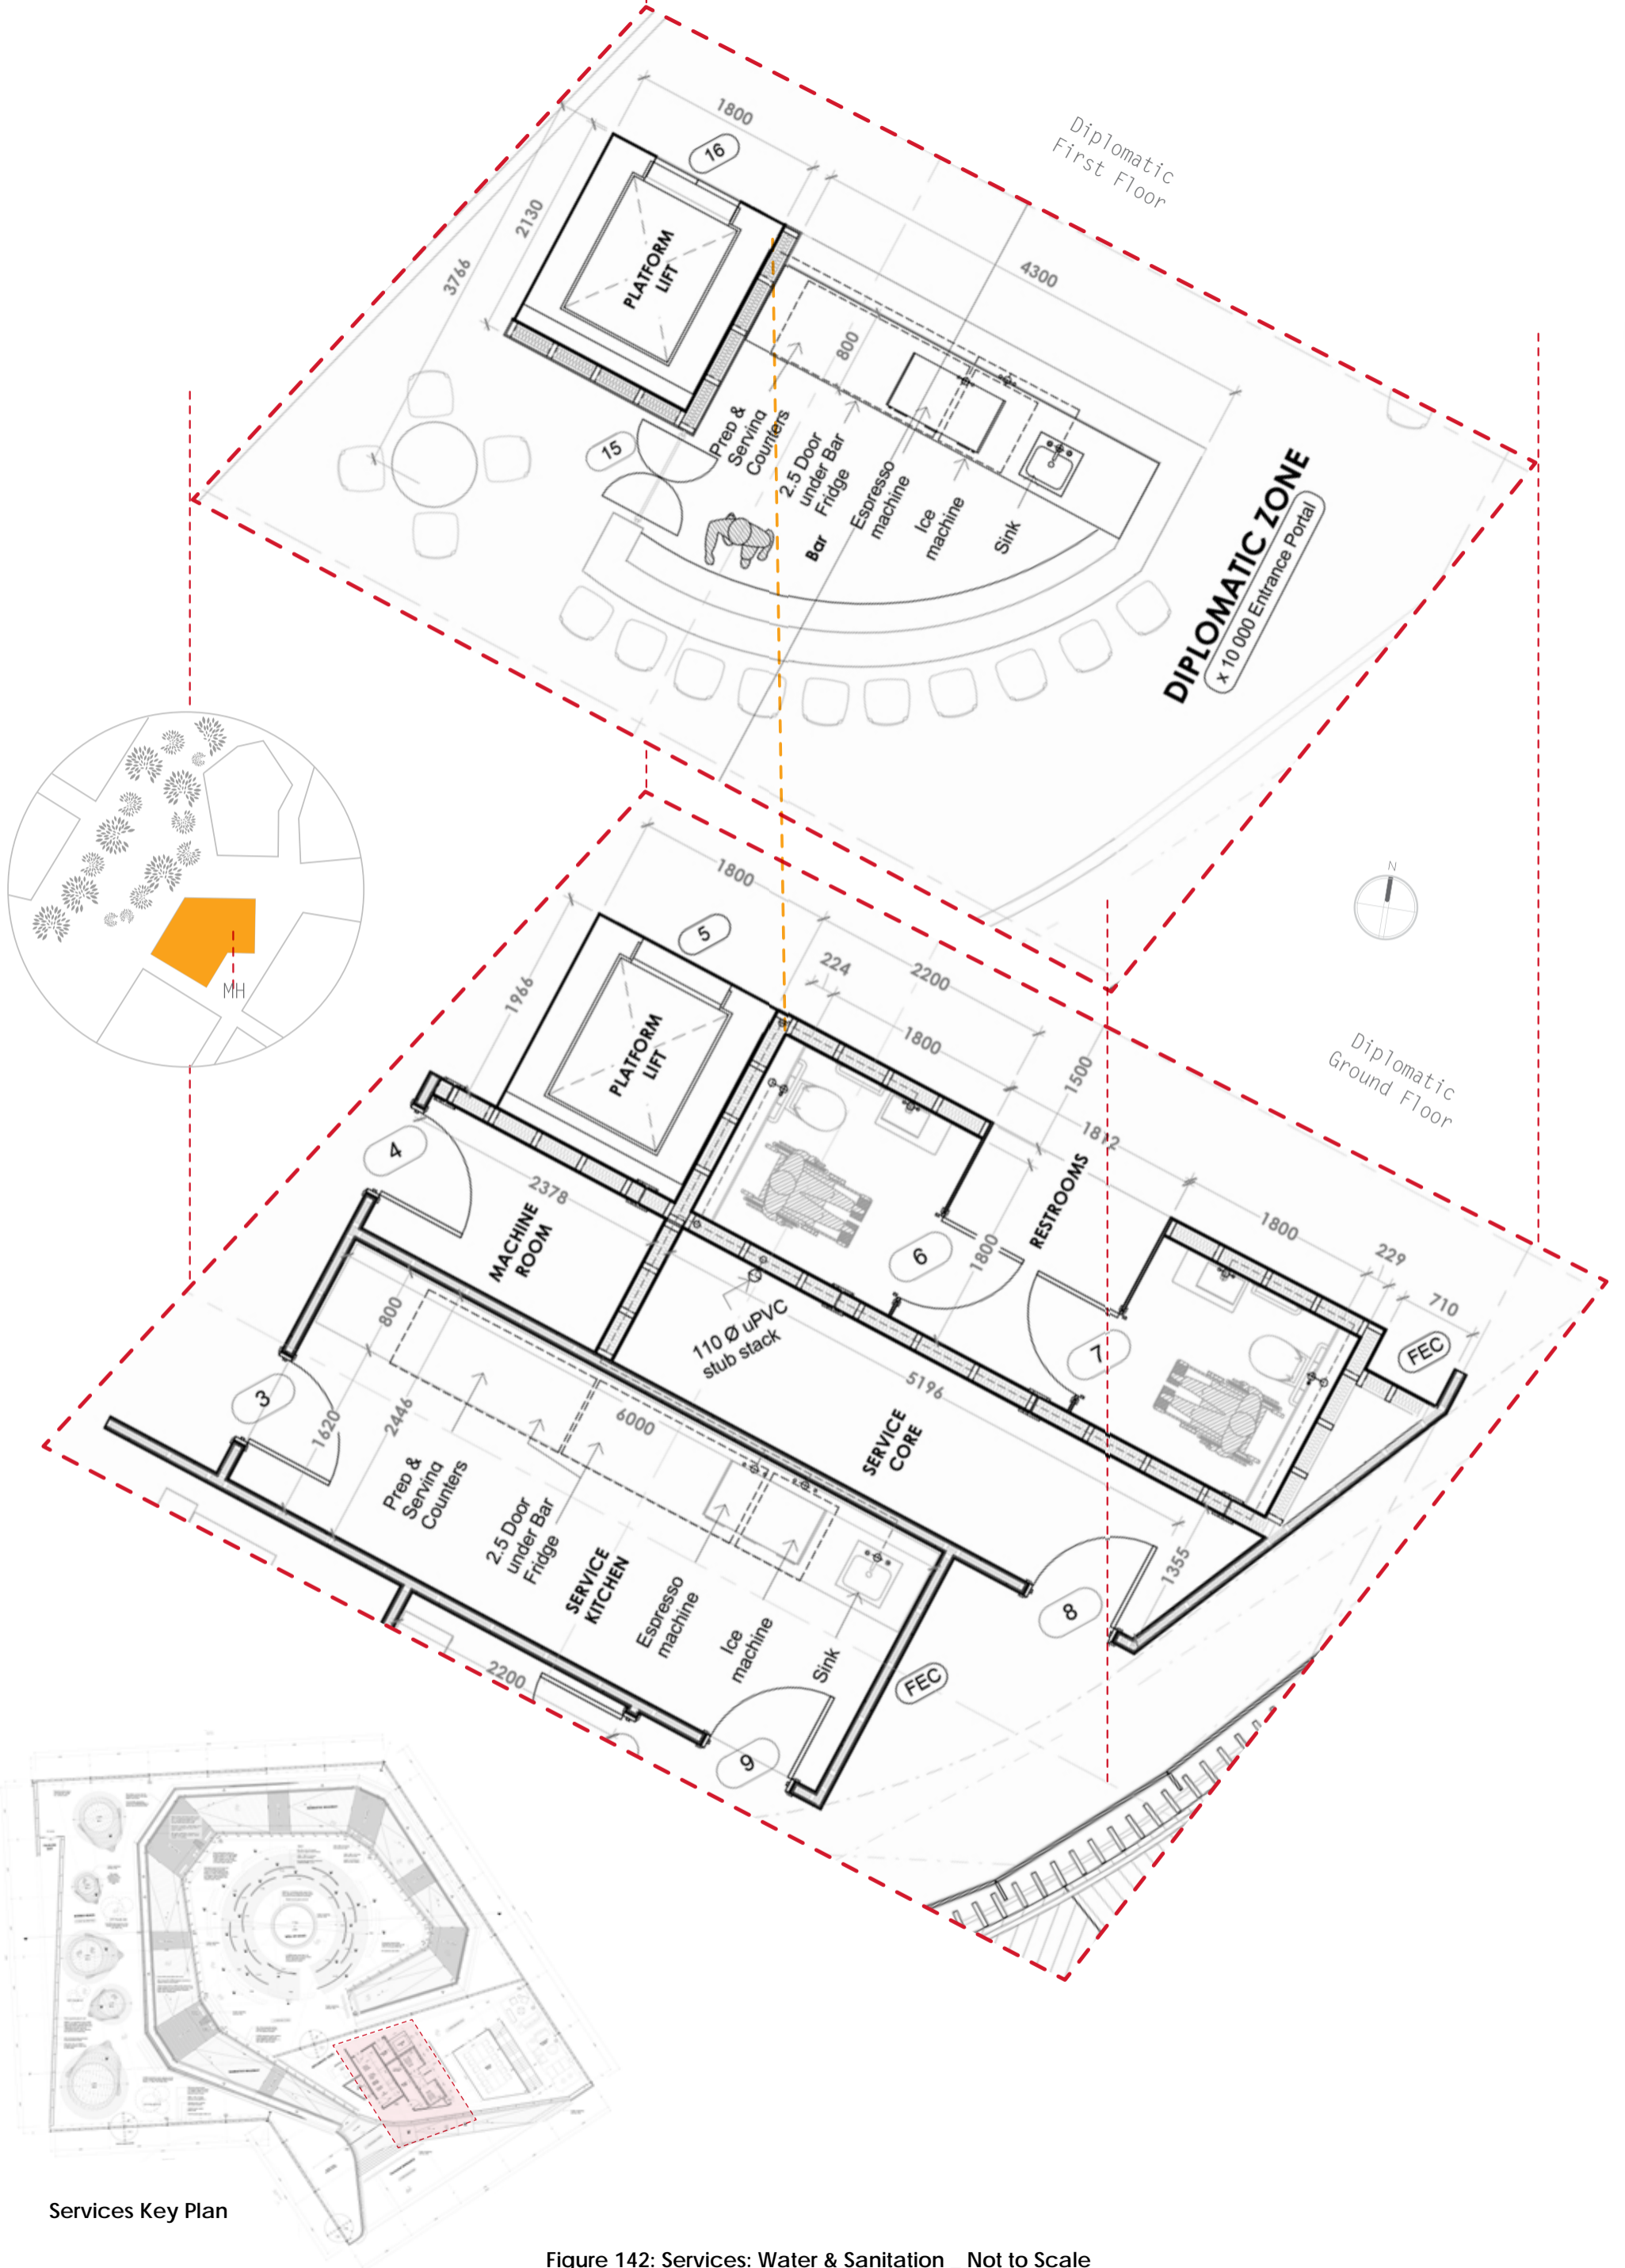 Diplomatic
First Floor
1800
16
2130
3766
PLATFORM
LIFT
4300
800
15
Prep &
Serving
Counters
2.5 Door
under Bar
Fridge
Bar
Espresso
machine
Ice
machine
Sink
DIPLOMATIC ZONE
x 10 000 Entrance Portal
MH
N
Diplomatic
Ground Floor
1800
5
224
2200
1966
1800
1500
PLATFORM
LIFT
4
1812
RESTROOMS
2378
1800
229
710
FEC
MACHINE
ROOM
6
1800
7
110 Ø uPVC
stub stack
800
3
1620
2446
6000
5196
SERVICE
CORE
Prep &
Serving
Counters
2.5 Door
under Bar
Fridge
SERVICE
KITCHEN
Espresso
machine
Ice
machine
Sink
1355
8
FEC
2200
9
Services Key Plan
Figure 142: Services: Water & Sanitation _ Not to Scale